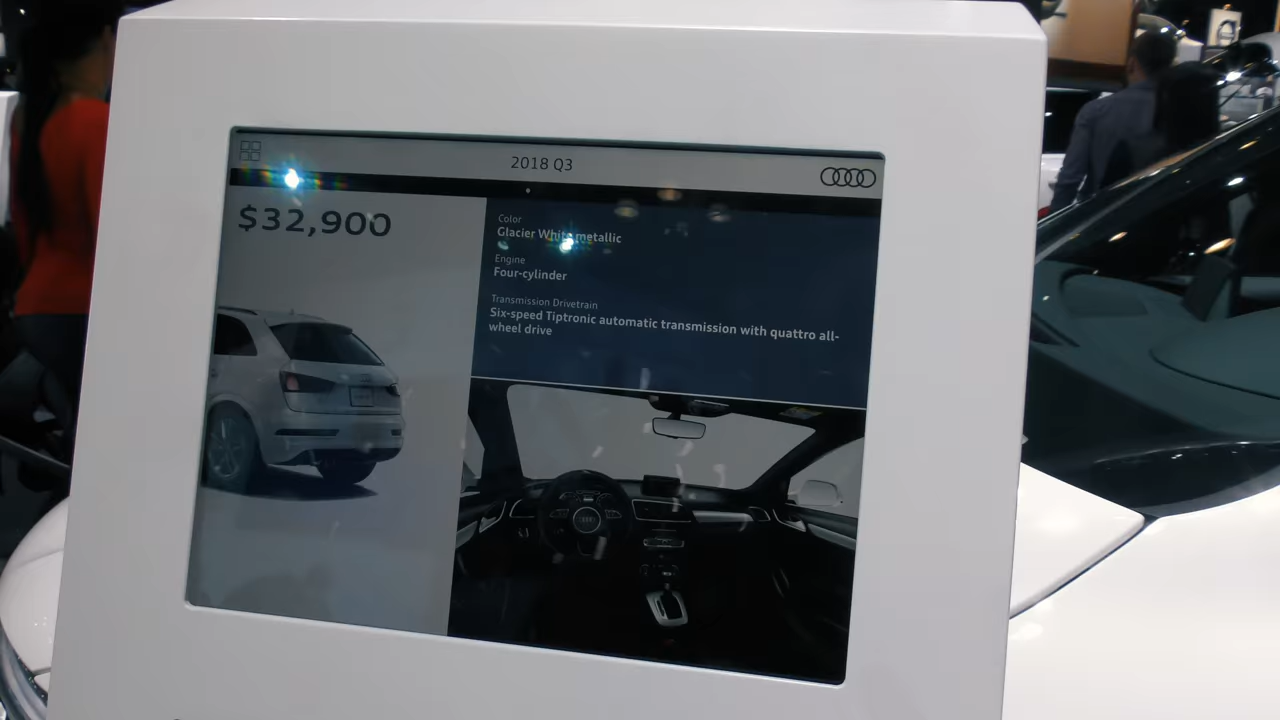 2018 Q3
$32,900
Color
Glacier White metallic
Engine
Four-cylinder
Transmission Drivetrain
Six-speed Tiptronic automatic transmission with quattro all-
wheel drive